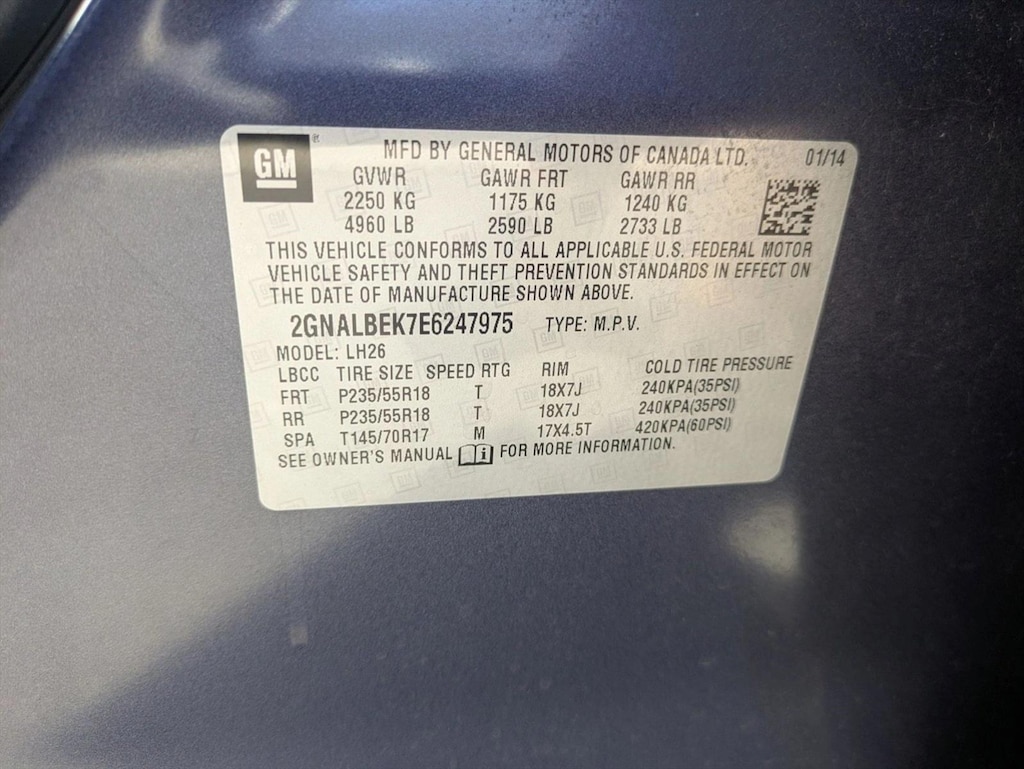 GM ® MFD BY GENERAL MOTORS OF CANADA LTD. 01/14
GVWR GAWR FRT GAWR RR
2250 KG 1175 KG 1240 KG
4960 LB 2590 LB 2733 LB
THIS VEHICLE CONFORMS TO ALL APPLICABLE U.S. FEDERAL MOTOR
VEHICLE SAFETY AND THEFT PREVENTION STANDARDS IN EFFECT ON
THE DATE OF MANUFACTURE SHOWN ABOVE.
2GNALBEK7E6247975 TYPE: M.P.V.
MODEL: LH26
LBCC TIRE SIZE SPEED RTG RIM COLD TIRE PRESSURE
FRT P235/55R18 T 18X7J 240KPA(35PSI)
RR P235/55R18 T 18X7J 240KPA(35PSI)
SPA T145/70R17 M 17X4.5T 420KPA(60PSI)
SEE OWNER'S MANUAL i FOR MORE INFORMATION.